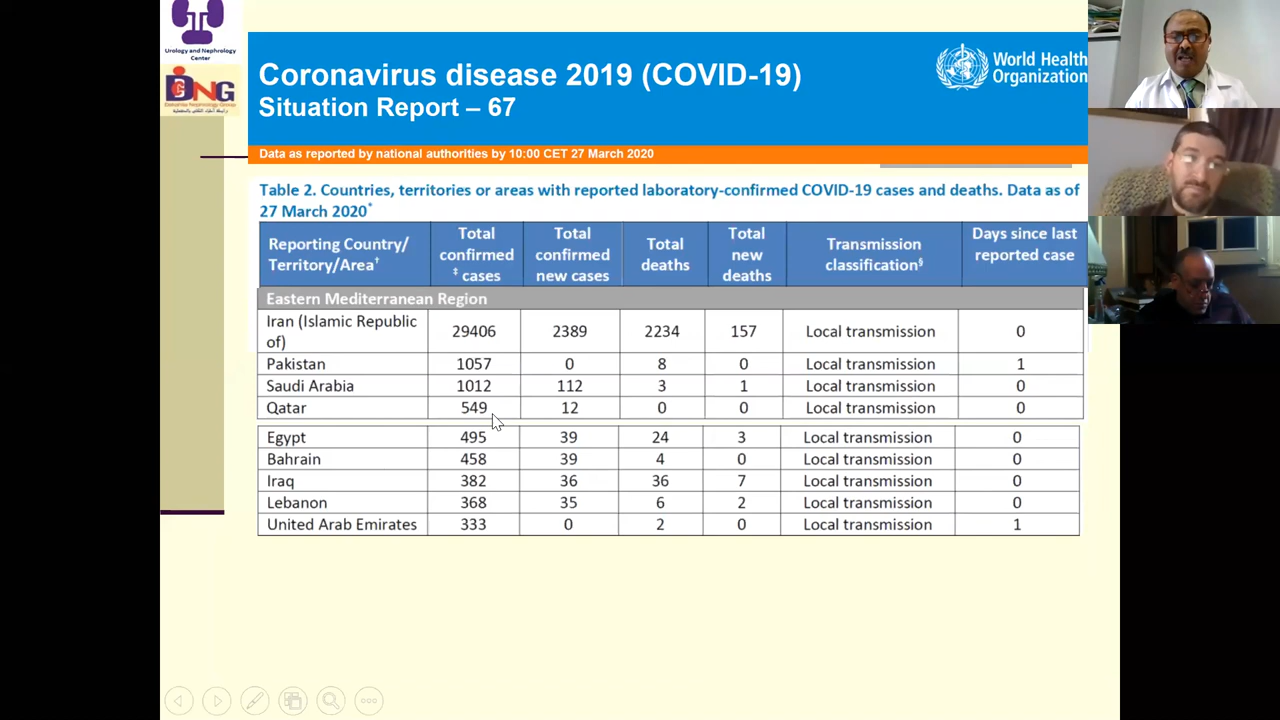 Urology and Nephrology
Center
DNG
Dakahlia Nephrology Group
Coronavirus disease 2019 (COVID-19)
Situation Report – 67
World Health
Organization
Data as reported by national authorities by 10:00 CET 27 March 2020
Table 2. Countries, territories or areas with reported laboratory-confirmed COVID-19 cases and deaths. Data as of
27 March 2020*
Reporting Country/
Territory/Area†
Total
confirmed
‡ cases
Total
confirmed
new cases
Total
deaths
Total
new
deaths
Transmission
classification§
Days since last
reported case
Eastern Mediterranean Region
Iran (Islamic Republic
of) 29406 2389 2234 157 Local transmission 0
Pakistan 1057 0 8 0 Local transmission 1
Saudi Arabia 1012 112 3 1 Local transmission 0
Qatar 549 12 0 0 Local transmission 0
Egypt 495 39 24 3 Local transmission 0
Bahrain 458 39 4 0 Local transmission 0
Iraq 382 36 36 7 Local transmission 0
Lebanon 368 35 6 2 Local transmission 0
United Arab Emirates 333 0 2 0 Local transmission 1